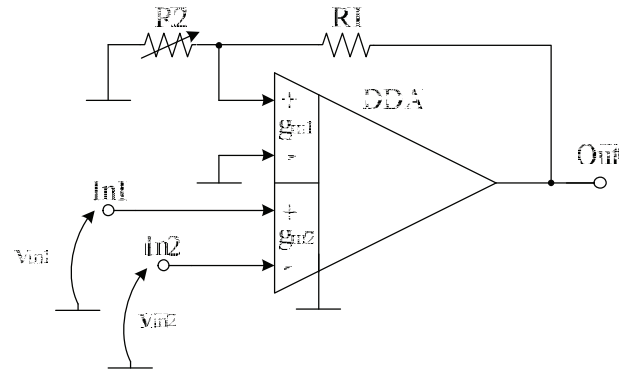 R2
R1
DDA
+
gm1
-
Out
in1
+
Vin1
gm2
in2
-
Vin2